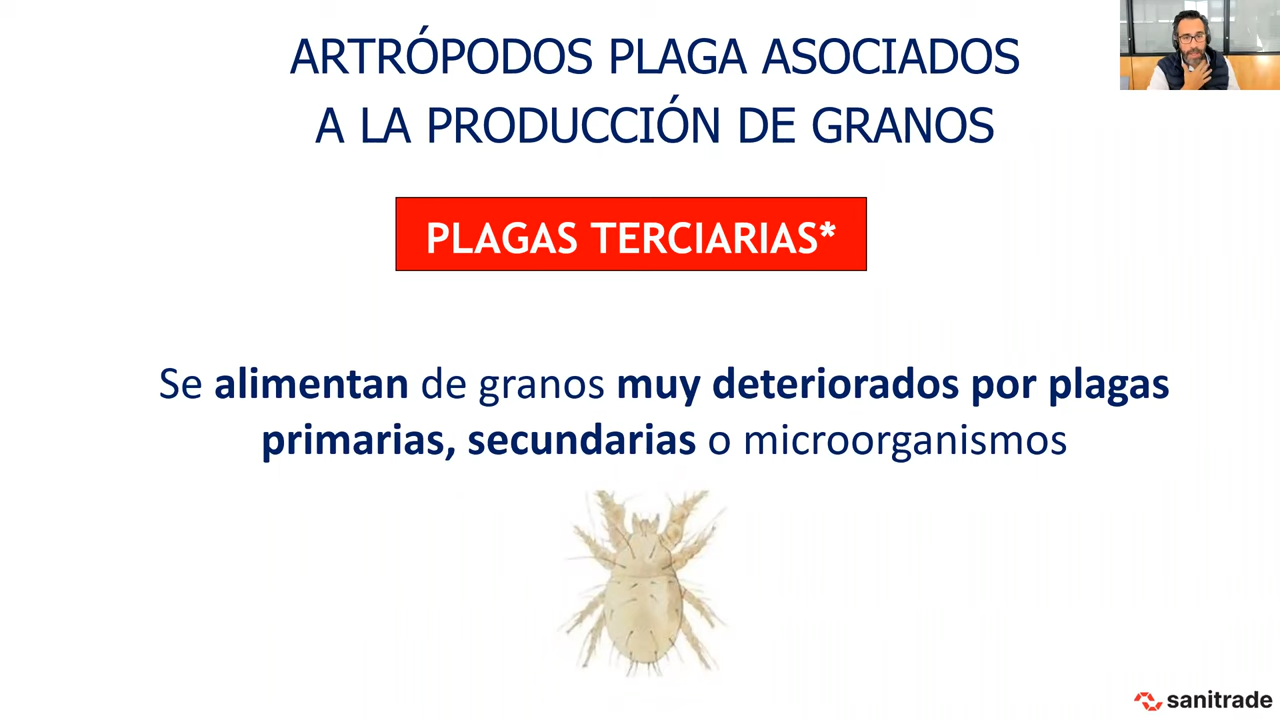 ARTRÓPODOS PLAGA ASOCIADOS
A LA PRODUCCIÓN DE GRANOS
PLAGAS TERCIARIAS*
Se alimentan de granos muy deteriorados por plagas
primarias, secundarias o microorganismos
sanitrade